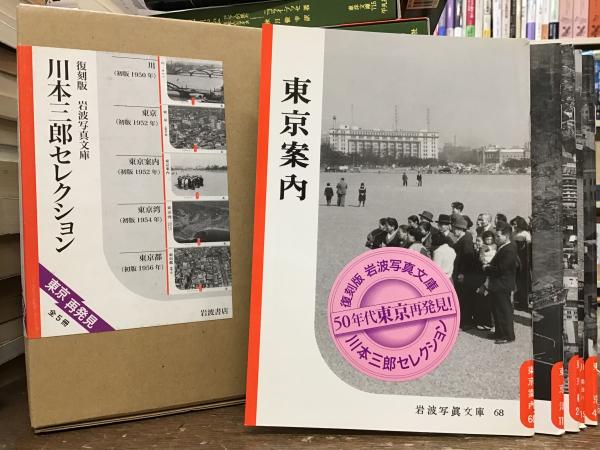 復刻版 岩波写真文庫
川本三郎セレクション
川
(初版1950年)
東京
(初版1952年)
東京案内
(初版1952年)
東京湾
(初版1954年)
東京都
(初版1956年)
東京 再発見
全5冊
岩波書店
東京案内
復刻版 岩波写真文庫
50年代東京再発見!
川本三郎セレクション
岩波写眞文庫 68
東京案内